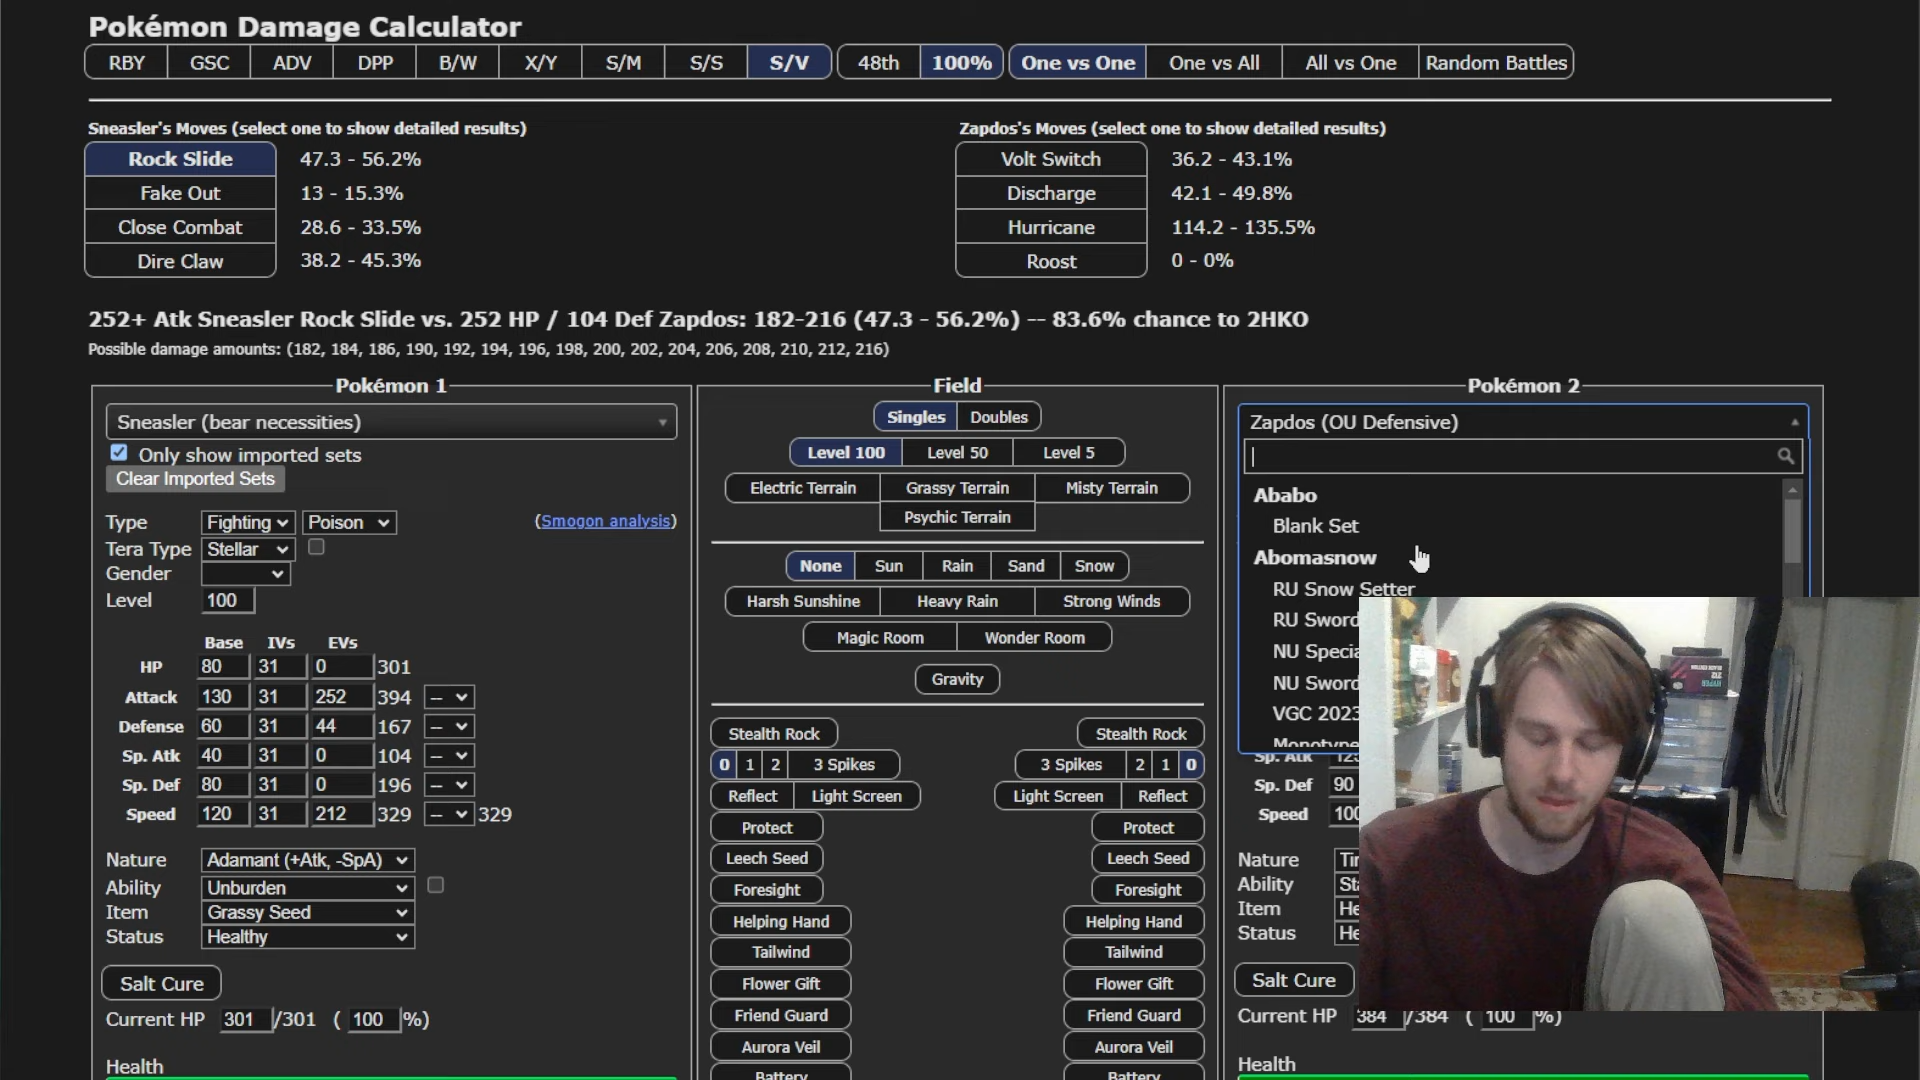 Pokémon Damage Calculator
RBY GSC ADV DPP B/W X/Y S/M S/S S/V 48th 100% One vs One One vs All All vs One Random Battles
Sneasler's Moves (select one to show detailed results)
Rock Slide 47.3 - 56.2%
Fake Out 13 - 15.3%
Close Combat 28.6 - 33.5%
Dire Claw 38.2 - 45.3%
Zapdos's Moves (select one to show detailed results)
Volt Switch 36.2 - 43.1%
Discharge 42.1 - 49.8%
Hurricane 114.2 - 135.5%
Roost 0 - 0%
252+ Atk Sneasler Rock Slide vs. 252 HP / 104 Def Zapdos: 182-216 (47.3 - 56.2%) -- 83.6% chance to 2HKO
Possible damage amounts: (182, 184, 186, 190, 192, 194, 196, 198, 200, 202, 204, 206, 208, 210, 212, 216)
Pokémon 1
Sneasler (bear necessities)
Only show imported sets
Clear Imported Sets
Type Fighting Poison (Smogon analysis)
Tera Type Stellar
Gender
Level 100
Base IVs EVs
HP 80 31 0 301
Attack 130 31 252 394 --
Defense 60 31 44 167 --
Sp. Atk 40 31 0 104 --
Sp. Def 80 31 0 196 --
Speed 120 31 212 329 -- 329
Nature Adamant (+Atk, -SpA)
Ability Unburden
Item Grassy Seed
Status Healthy
Salt Cure
Current HP 301 /301 ( 100 %)
Health
Field
Singles Doubles
Level 100 Level 50 Level 5
Electric Terrain Grassy Terrain Misty Terrain
Psychic Terrain
None Sun Rain Sand Snow
Harsh Sunshine Heavy Rain Strong Winds
Magic Room Wonder Room
Gravity
Stealth Rock Stealth Rock
0 1 2 3 Spikes 3 Spikes 2 1 0
Reflect Light Screen Light Screen Reflect
Protect Protect
Leech Seed Leech Seed
Foresight Foresight
Helping Hand Helping Hand
Tailwind Tailwind
Flower Gift Flower Gift
Friend Guard Friend Guard
Aurora Veil Aurora Veil
Battery Battery
Pokémon 2
Zapdos (OU Defensive)
Ababo
Blank Set
Abomasnow
RU Snow Setter
RU Sword
NU Specia
NU Sword
VGC 2023
Monotype
Sp. Atk
Sp. Def 90
Speed 100
Nature
Ability
Item
Status
Salt Cure
Current HP 384 /384 ( 100 %)
Health